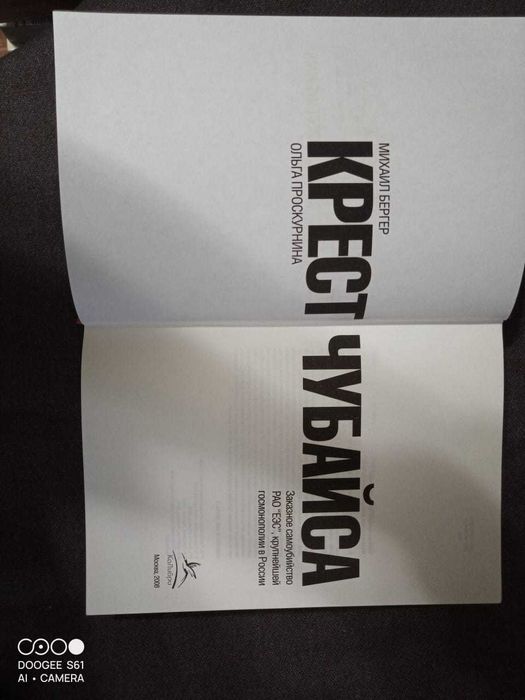 МИХАИЛ БЕРГЕР
ОЛЬГА ПРОСКУРНИНА
КРЕСТ ЧУБАЙСА
Заказное самоубийство
РАО "ЕЭС", крупнейшей
госмонополии в России
КоЛибри
Москва, 2008
DOOGEE S61
AI • CAMERA